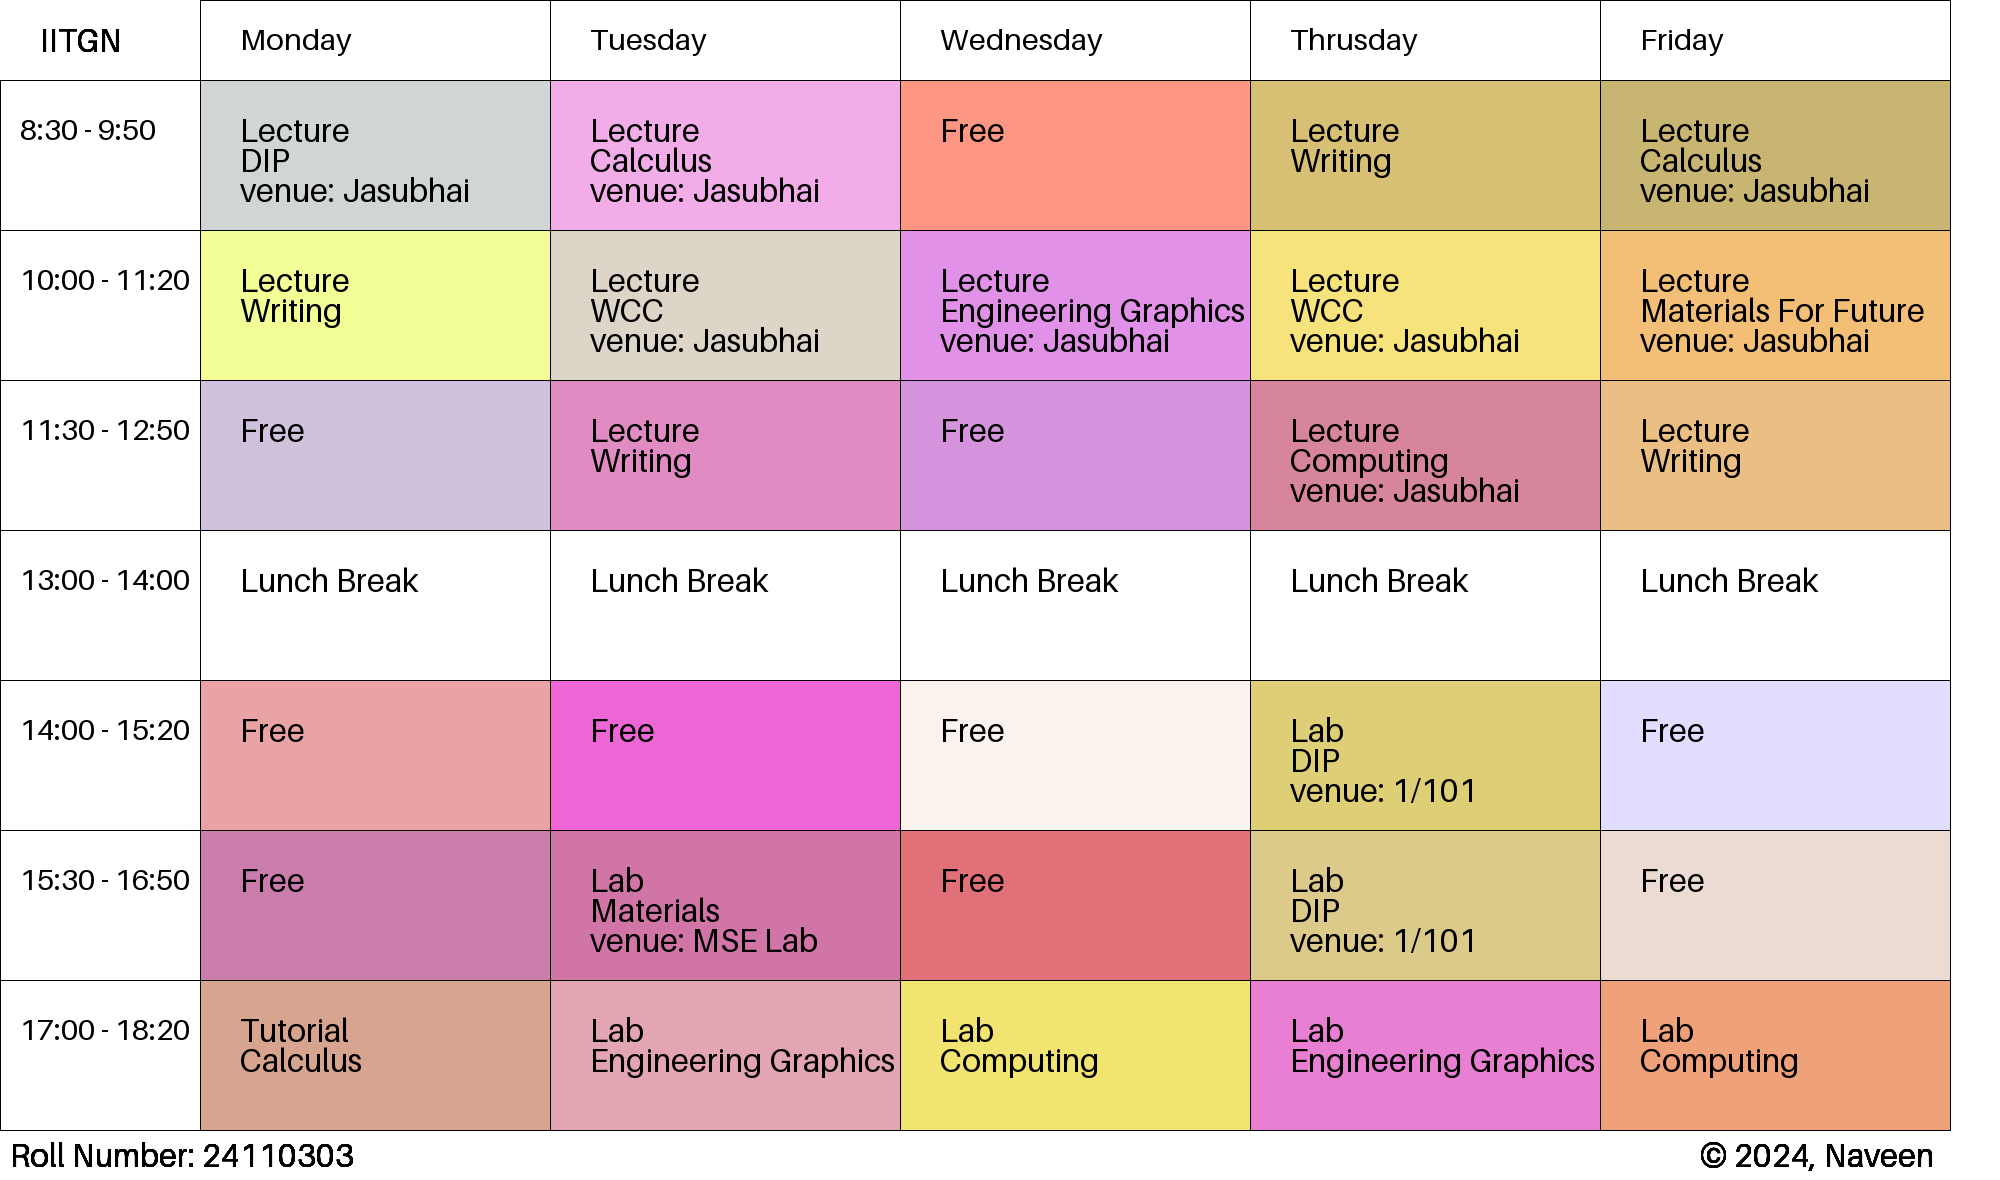 IITGN
Monday
Tuesday
Wednesday
Thrusday
Friday
8:30 - 9:50
Lecture
DIP
venue: Jasubhai
Lecture
Calculus
venue: Jasubhai
Free
Lecture
Writing
Lecture
Calculus
venue: Jasubhai
10:00 - 11:20
Lecture
Writing
Lecture
WCC
venue: Jasubhai
Lecture
Engineering Graphics
venue: Jasubhai
Lecture
WCC
venue: Jasubhai
Lecture
Materials For Future
venue: Jasubhai
11:30 - 12:50
Free
Lecture
Writing
Free
Lecture
Computing
venue: Jasubhai
Lecture
Writing
13:00 - 14:00
Lunch Break
Lunch Break
Lunch Break
Lunch Break
Lunch Break
14:00 - 15:20
Free
Free
Free
Lab
DIP
venue: 1/101
Free
15:30 - 16:50
Free
Lab
Materials
venue: MSE Lab
Free
Lab
DIP
venue: 1/101
Free
17:00 - 18:20
Tutorial
Calculus
Lab
Engineering Graphics
Lab
Computing
Lab
Engineering Graphics
Lab
Computing
Roll Number: 24110303
© 2024, Naveen